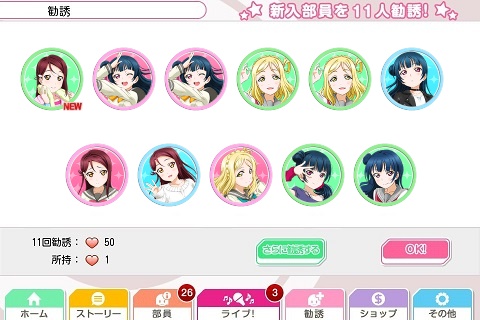 勧誘
新入部員を11人勧誘!
NEW
11回勧誘: 50
所持: 1
さらに勧誘する
OK!
26
3
ホーム
ストーリー
部員
ライブ!
勧誘
ショップ
その他